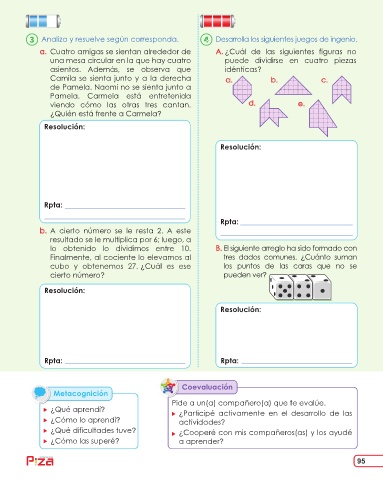 3 Analiza y resuelve según corresponda.
a. Cuatro amigas se sientan alrededor de
una mesa circular en la que hay cuatro
asientos. Además, se observa que
Camila se sienta junto y a la derecha
de Pamela. Naomi no se sienta junto a
Pamela. Carmela está entretenida
viendo cómo las otras tres cantan.
¿Quién está frente a Carmela?
Resolución:
Rpta:
b. A cierto número se le resta 2. A este
resultado se le multiplica por 6; luego, a
lo obtenido lo dividimos entre 10.
Finalmente, al cociente lo elevamos al
cubo y obtenemos 27. ¿Cuál es ese
cierto número?
Resolución:
Rpta:
4 Desarrolla los siguientes juegos de ingenio.
A. ¿Cuál de las siguientes figuras no
puede dividirse en cuatro piezas
idénticas?
a. b. c.
d. e.
Resolución:
Rpta:
B. El siguiente arreglo ha sido formado con
tres dados comunes. ¿Cuánto suman
los puntos de las caras que no se
pueden ver?
Resolución:
Rpta:
Metacognición
¿Qué aprendí?
¿Cómo lo aprendí?
¿Qué dificultades tuve?
¿Cómo las superé?
Coevaluación
Pide a un(a) compañero(a) que te evalúe.
¿Participé activamente en el desarrollo de las
actividades?
¿Cooperé con mis compañeros(as) y los ayudé
a aprender?
95